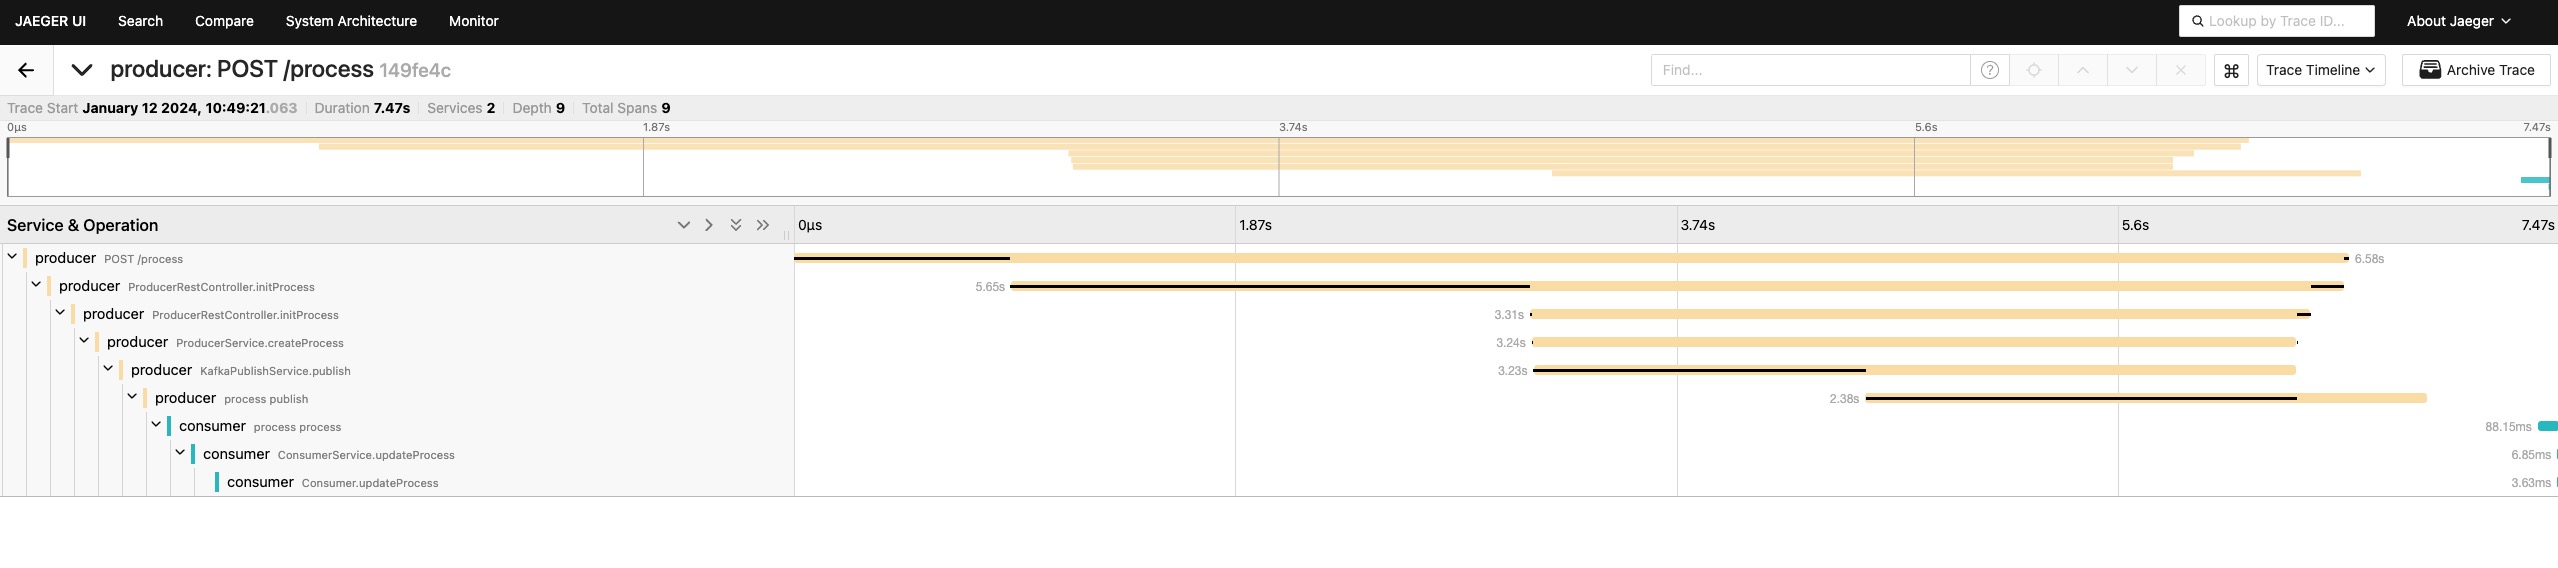 JAEGER UI Search Compare System Architecture Monitor Lookup by Trace ID... About Jaeger
producer: POST /process 149fe4c Find... ? ⌘ Trace Timeline Archive Trace
Trace Start January 12 2024, 10:49:21.063 Duration 7.47s Services 2 Depth 9 Total Spans 9
0μs 1.87s 3.74s 5.6s 7.47s
Service & Operation 0μs 1.87s 3.74s 5.6s 7.47s
producer POST /process 6.58s
producer ProducerRestController.initProcess 5.65s
producer ProducerRestController.initProcess 3.31s
producer ProducerService.createProcess 3.24s
producer KafkaPublishService.publish 3.23s
producer process publish 2.38s
consumer process process 88.15ms
consumer ConsumerService.updateProcess 6.85ms
consumer Consumer.updateProcess 3.63ms